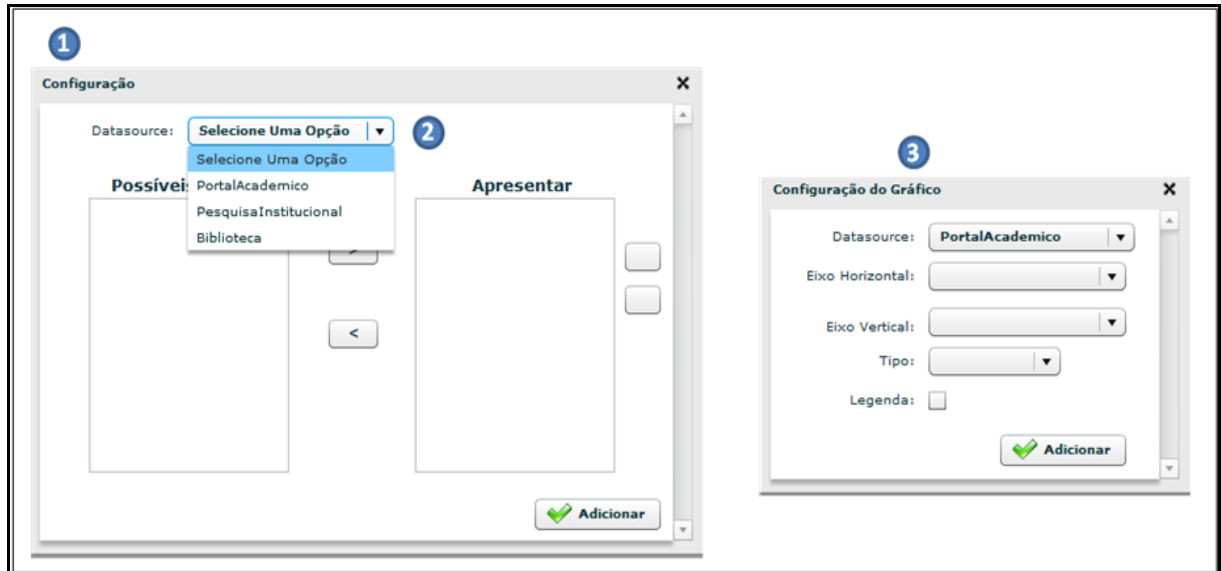 1
Configuração
Datasource: Selecione Uma Opção
2
Selecione Uma Opção
PortalAcademico
PesquisaInstitucional
Biblioteca
Possívei
Apresentar
>
<
Adicionar
3
Configuração do Gráfico
Datasource: PortalAcademico
Eixo Horizontal:
Eixo Vertical:
Tipo:
Legenda:
Adicionar